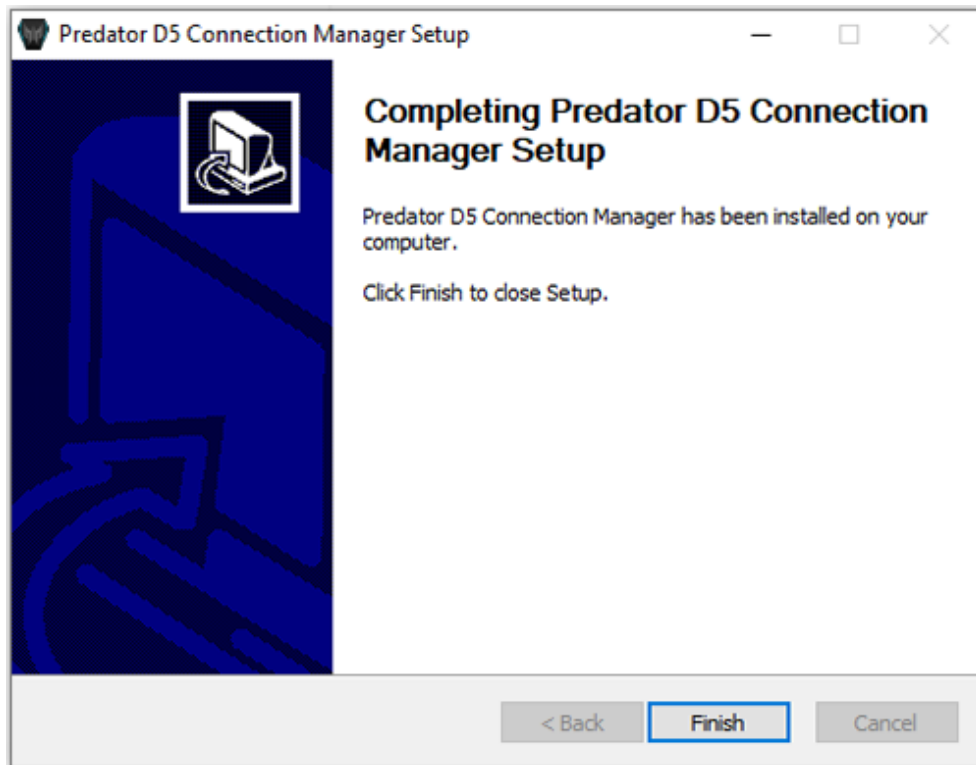 Predator D5 Connection Manager Setup
Completing Predator D5 Connection
Manager Setup
Predator D5 Connection Manager has been installed on your
computer.
Click Finish to close Setup.
< Back
Finish
Cancel